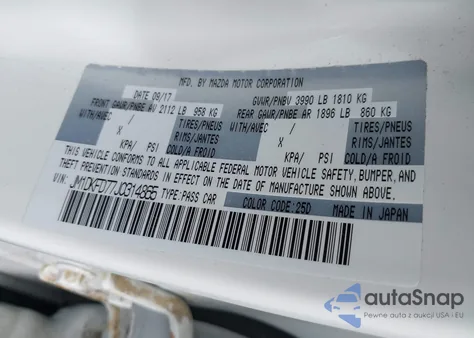 MFD. BY MAZDA MOTOR CORPORATION
DATE 09/17 GVWR/PNBV 3990 LB 1810 KG
FRONT GAWR/PNBE AV 2112 LB 958 KG REAR GAWR/PNBE AR 1896 LB 860 KG
WITH/AVEC / TIRES/PNEUS WITH/AVEC / TIRES/PNEUS
X RIMS/JANTES X RIMS/JANTES
KPA/ PSI/ COLD/A FROID KPA/ PSI/ COLD/A FROID
THIS VEHICLE CONFORMS TO ALL APPLICABLE FEDERAL MOTOR VEHICLE SAFETY, BUMPER, AND
THEFT PREVENTION STANDARDS IN EFFECT ON THE DATE OF MANUFACTURE SHOWN ABOVE.
VIN: JM1DKFD77J0314865 TYPE:PASS CAR COLOR CODE:25D MADE IN JAPAN
autoSnap
Pewne auta z aukcji USA i EU